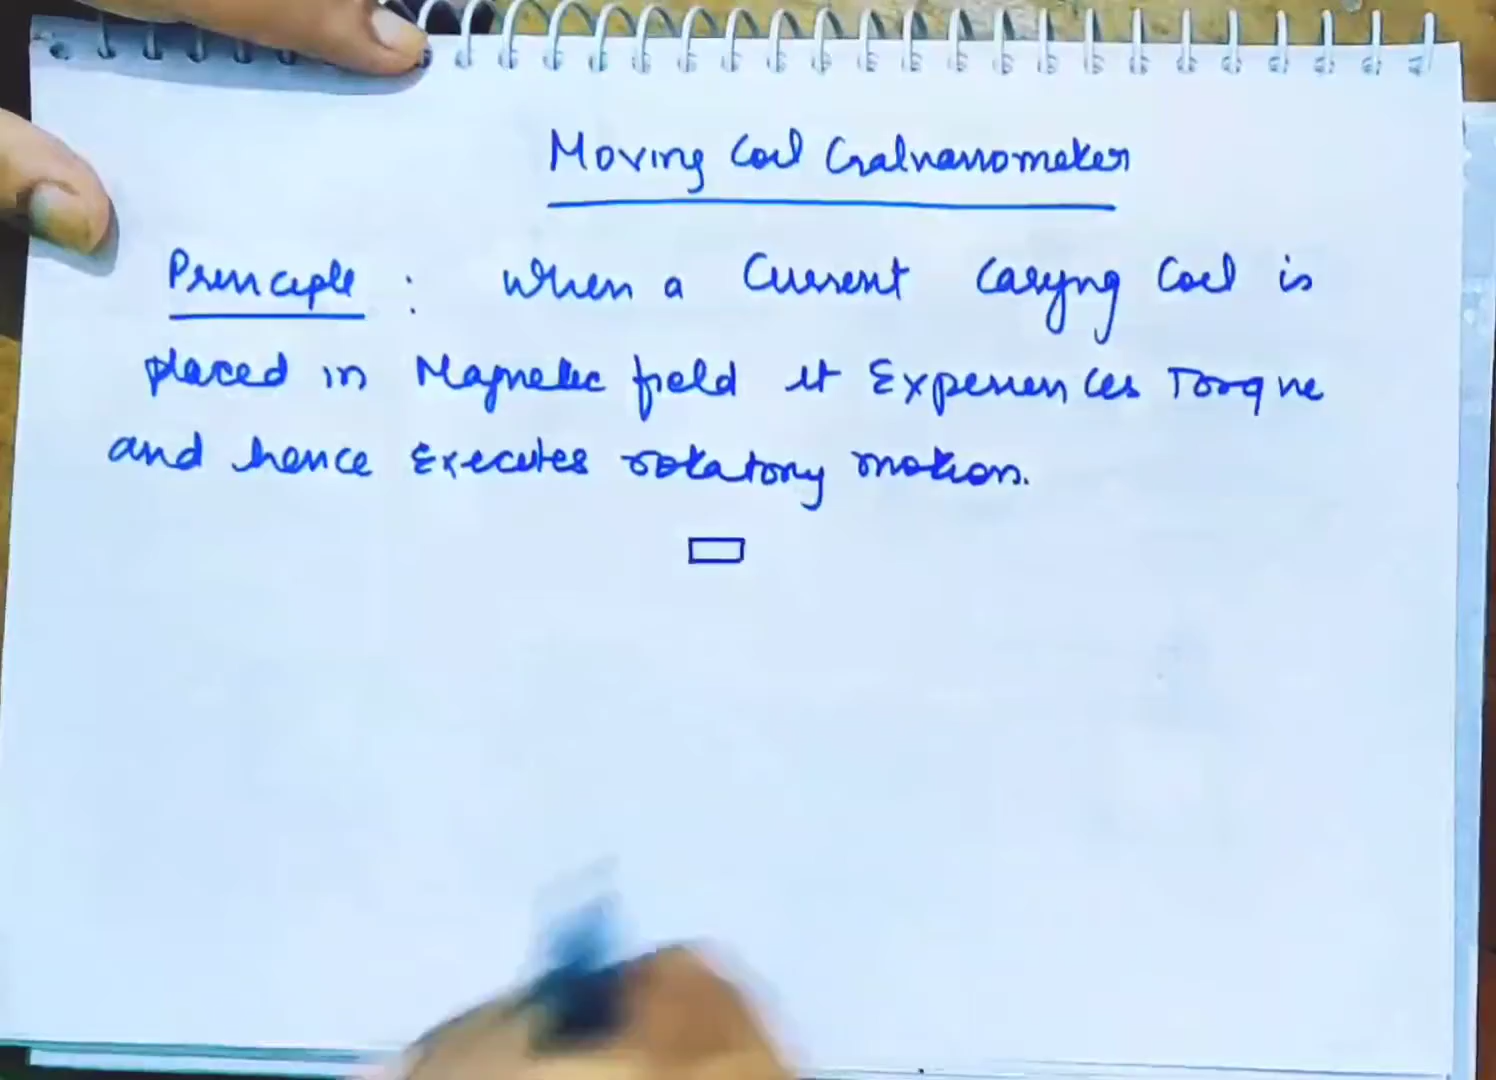 Moving Coil Galvanometer
Principle : When a Current Caryng Coil is
placed in Magnetic field it Experiences Torque
and hence Executes rotatory motion.